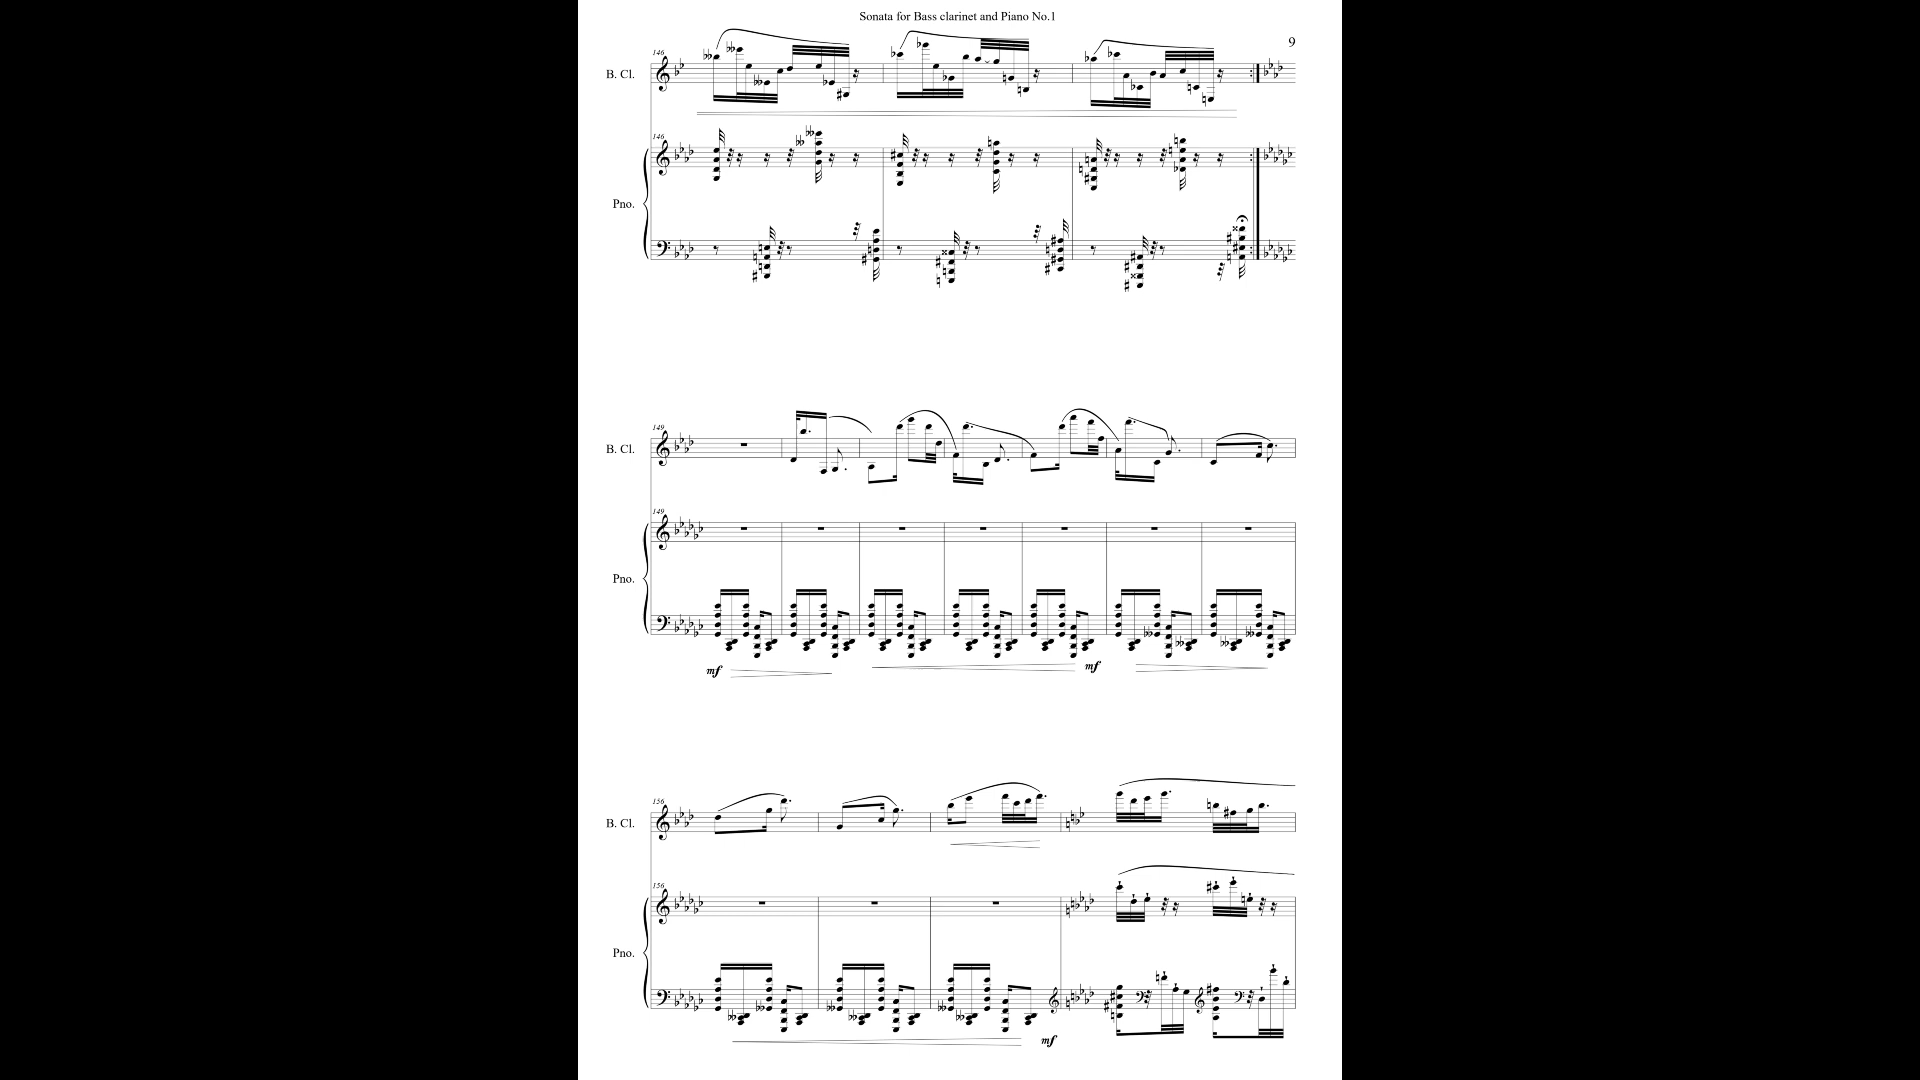 Sonata for Bass clarinet and Piano No.1
9
146
B. Cl.
146
Pno.
149
B. Cl.
149
Pno.
mf
mf
156
B. Cl.
156
Pno.
mf